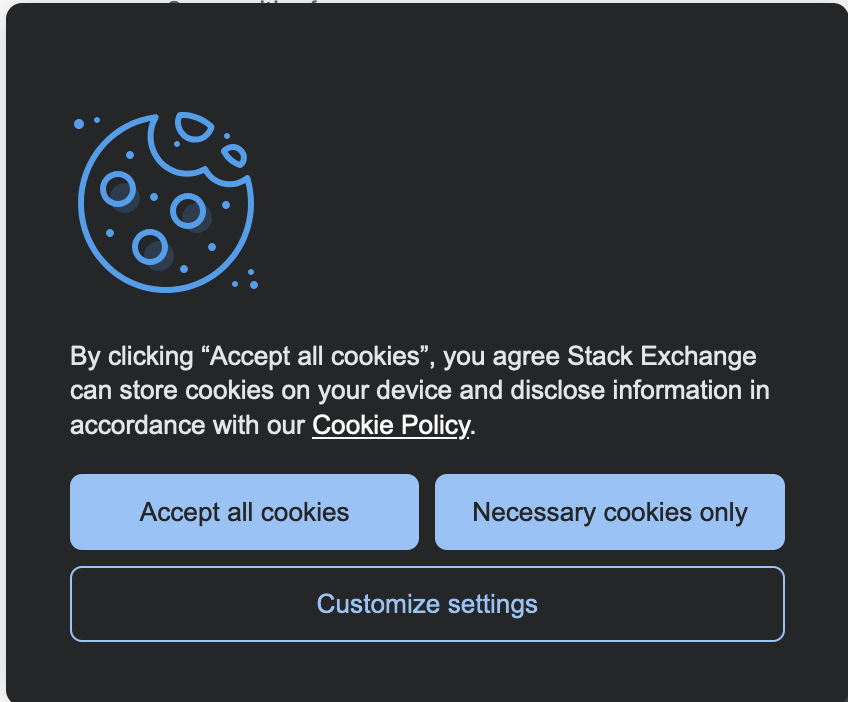 By clicking “Accept all cookies”, you agree Stack Exchange
can store cookies on your device and disclose information in
accordance with our Cookie Policy.
Accept all cookies
Necessary cookies only
Customize settings